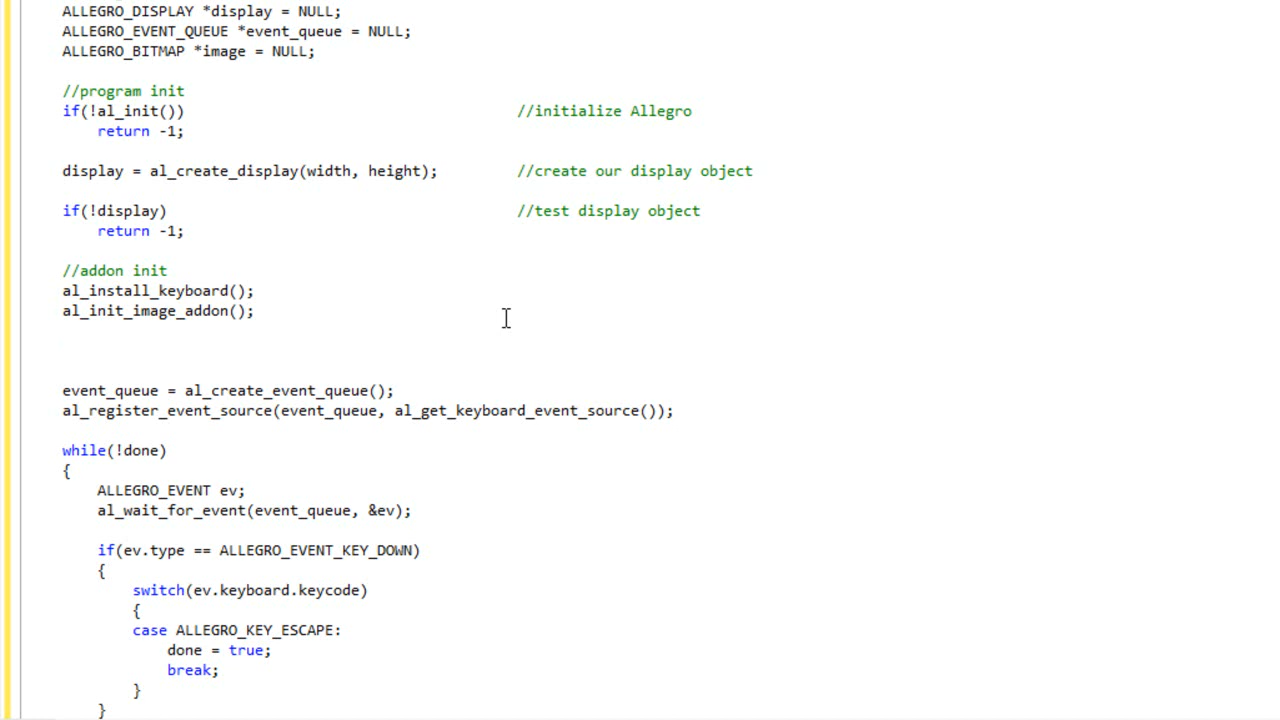 ALLEGRO_DISPLAY *display = NULL;
ALLEGRO_EVENT_QUEUE *event_queue = NULL;
ALLEGRO_BITMAP *image = NULL;
//program init
if(!al_init()) //initialize Allegro
return -1;
display = al_create_display(width, height); //create our display object
if(!display) //test display object
return -1;
//addon init
al_install_keyboard();
al_init_image_addon();
event_queue = al_create_event_queue();
al_register_event_source(event_queue, al_get_keyboard_event_source());
while(!done)
{
ALLEGRO_EVENT ev;
al_wait_for_event(event_queue, &ev);
if(ev.type == ALLEGRO_EVENT_KEY_DOWN)
{
switch(ev.keyboard.keycode)
{
case ALLEGRO_KEY_ESCAPE:
done = true;
break;
}
}